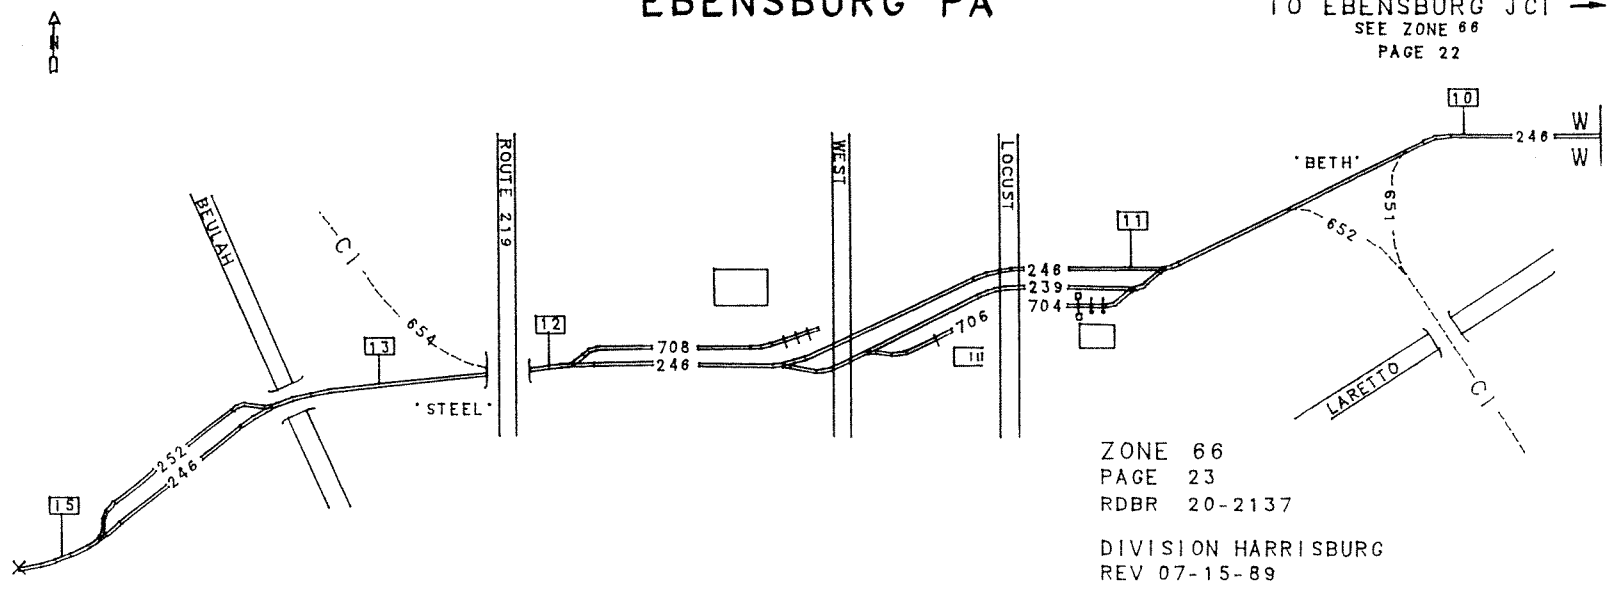 EBENSBURG PA
TO EBENSBURG JCT
SEE ZONE 66
PAGE 22
N
10
W
246
W
"BETH"
651
652
11
ROUTE 219
WEST
LOCUST
BEULAH
CI
654
246
239
704
706
12
708
246
13
"STEEL"
LARETTO
CI
252
246
15
ZONE 66
PAGE 23
RDBR 20-2137
DIVISION HARRISBURG
REV 07-15-89